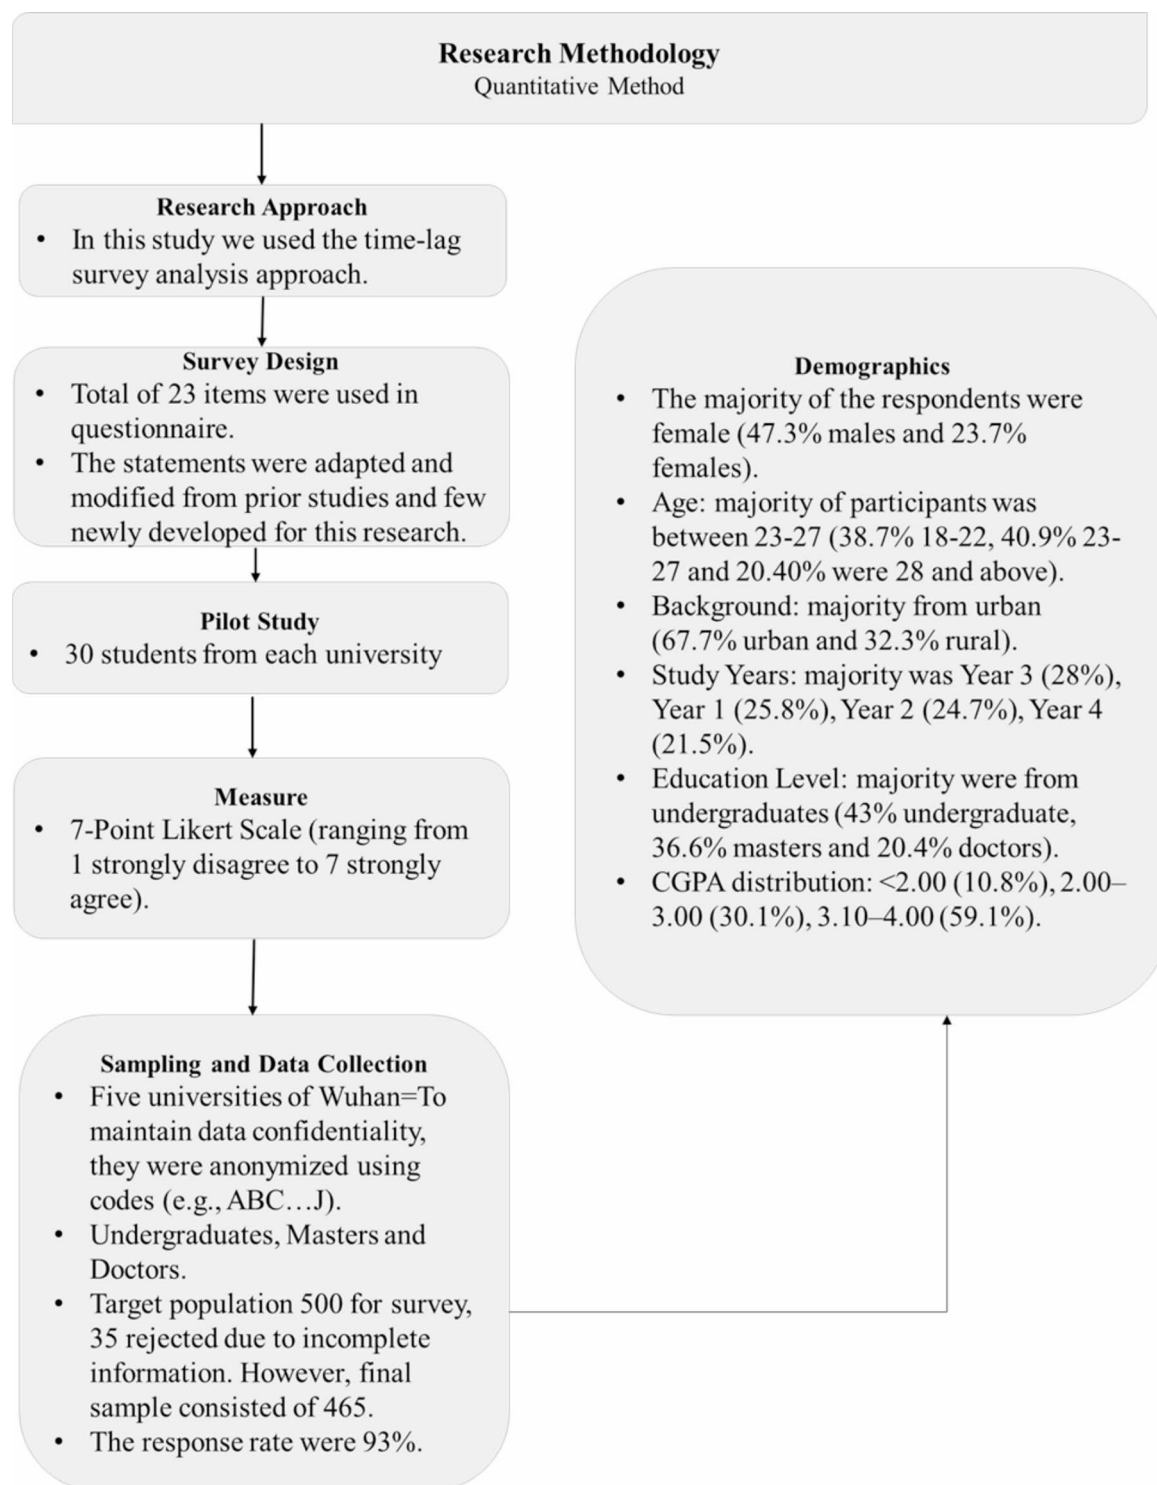 Research Methodology
Quantitative Method
Research Approach
• In this study we used the time-lag
survey analysis approach.
Survey Design
• Total of 23 items were used in
questionnaire.
• The statements were adapted and
modified from prior studies and few
newly developed for this research.
Pilot Study
• 30 students from each university
Measure
• 7-Point Likert Scale (ranging from
1 strongly disagree to 7 strongly
agree).
Sampling and Data Collection
• Five universities of Wuhan=To
maintain data confidentiality,
they were anonymized using
codes (e.g., ABC…J).
• Undergraduates, Masters and
Doctors.
• Target population 500 for survey,
35 rejected due to incomplete
information. However, final
sample consisted of 465.
• The response rate were 93%.
Demographics
• The majority of the respondents were
female (47.3% males and 23.7%
females).
• Age: majority of participants was
between 23-27 (38.7% 18-22, 40.9% 23-
27 and 20.40% were 28 and above).
• Background: majority from urban
(67.7% urban and 32.3% rural).
• Study Years: majority was Year 3 (28%),
Year 1 (25.8%), Year 2 (24.7%), Year 4
(21.5%).
• Education Level: majority were from
undergraduates (43% undergraduate,
36.6% masters and 20.4% doctors).
• CGPA distribution: <2.00 (10.8%), 2.00–
3.00 (30.1%), 3.10–4.00 (59.1%).